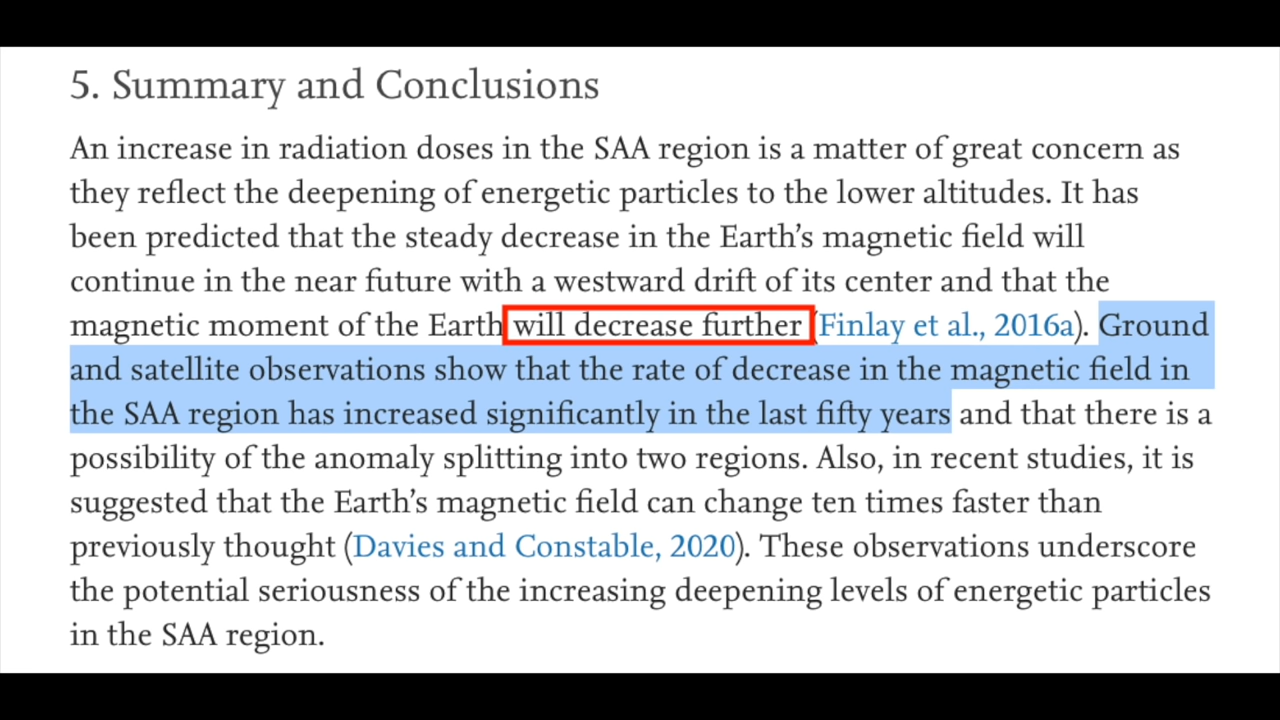 5. Summary and Conclusions
An increase in radiation doses in the SAA region is a matter of great concern as
they reflect the deepening of energetic particles to the lower altitudes. It has
been predicted that the steady decrease in the Earth’s magnetic field will
continue in the near future with a westward drift of its center and that the
magnetic moment of the Earth will decrease further (Finlay et al., 2016a). Ground
and satellite observations show that the rate of decrease in the magnetic field in
the SAA region has increased significantly in the last fifty years and that there is a
possibility of the anomaly splitting into two regions. Also, in recent studies, it is
suggested that the Earth’s magnetic field can change ten times faster than
previously thought (Davies and Constable, 2020). These observations underscore
the potential seriousness of the increasing deepening levels of energetic particles
in the SAA region.